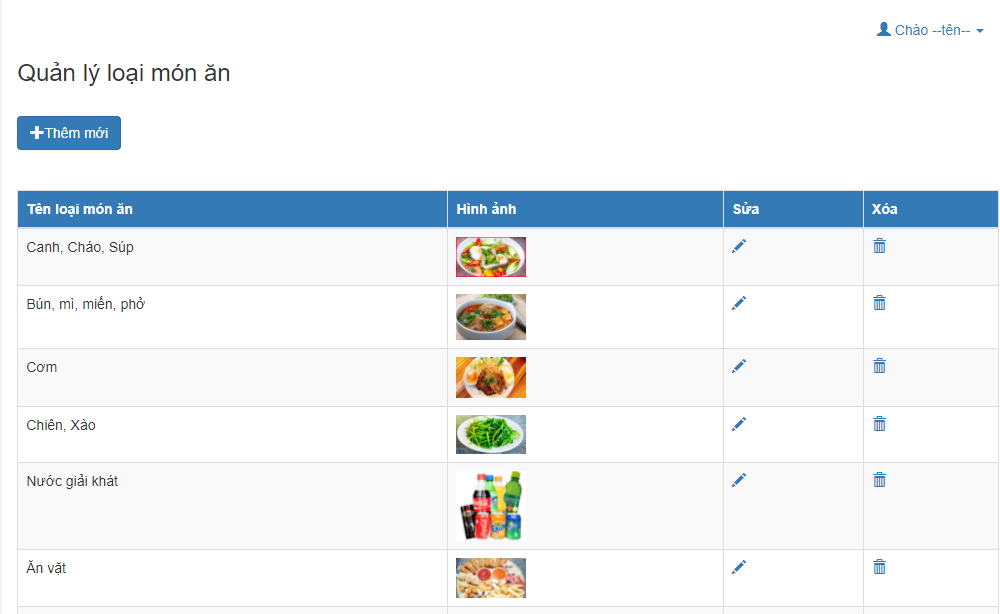 Chào --tên--
Quản lý loại món ăn
Thêm mới
Tên loại món ăn Hình ảnh Sửa Xóa
Canh, Cháo, Súp
Bún, mì, miến, phở
Cơm
Chiên, Xào
Nước giải khát
Ăn vặt